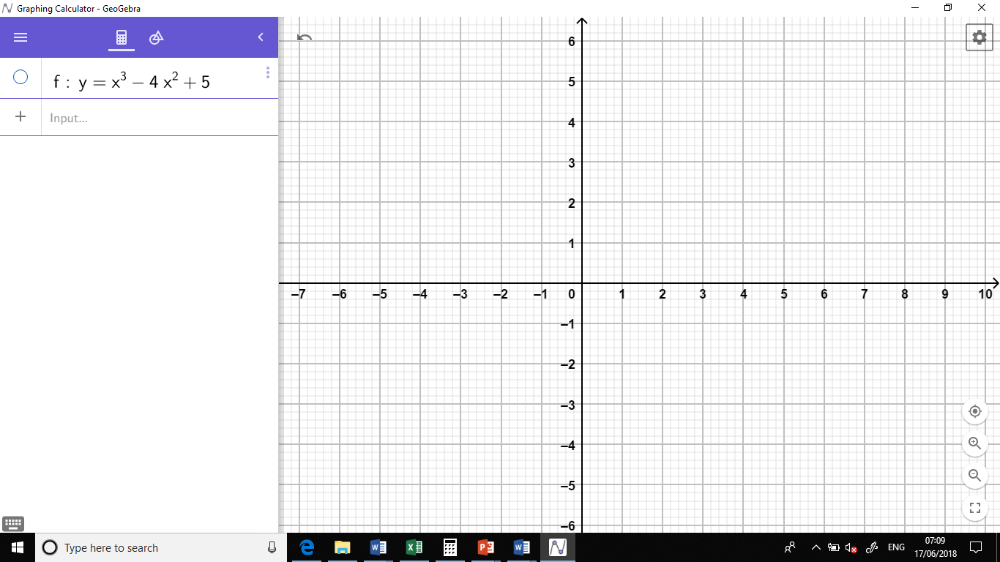 Graphing Calculator - GeoGebra
f : y = x³ – 4 x² + 5
+ Input...
6
5
4
3
2
1
–7 –6 –5 –4 –3 –2 –1 0 1 2 3 4 5 6 7 8 9 10
–1
–2
–3
–4
–5
–6
Type here to search
ENG
07:09
17/06/2018